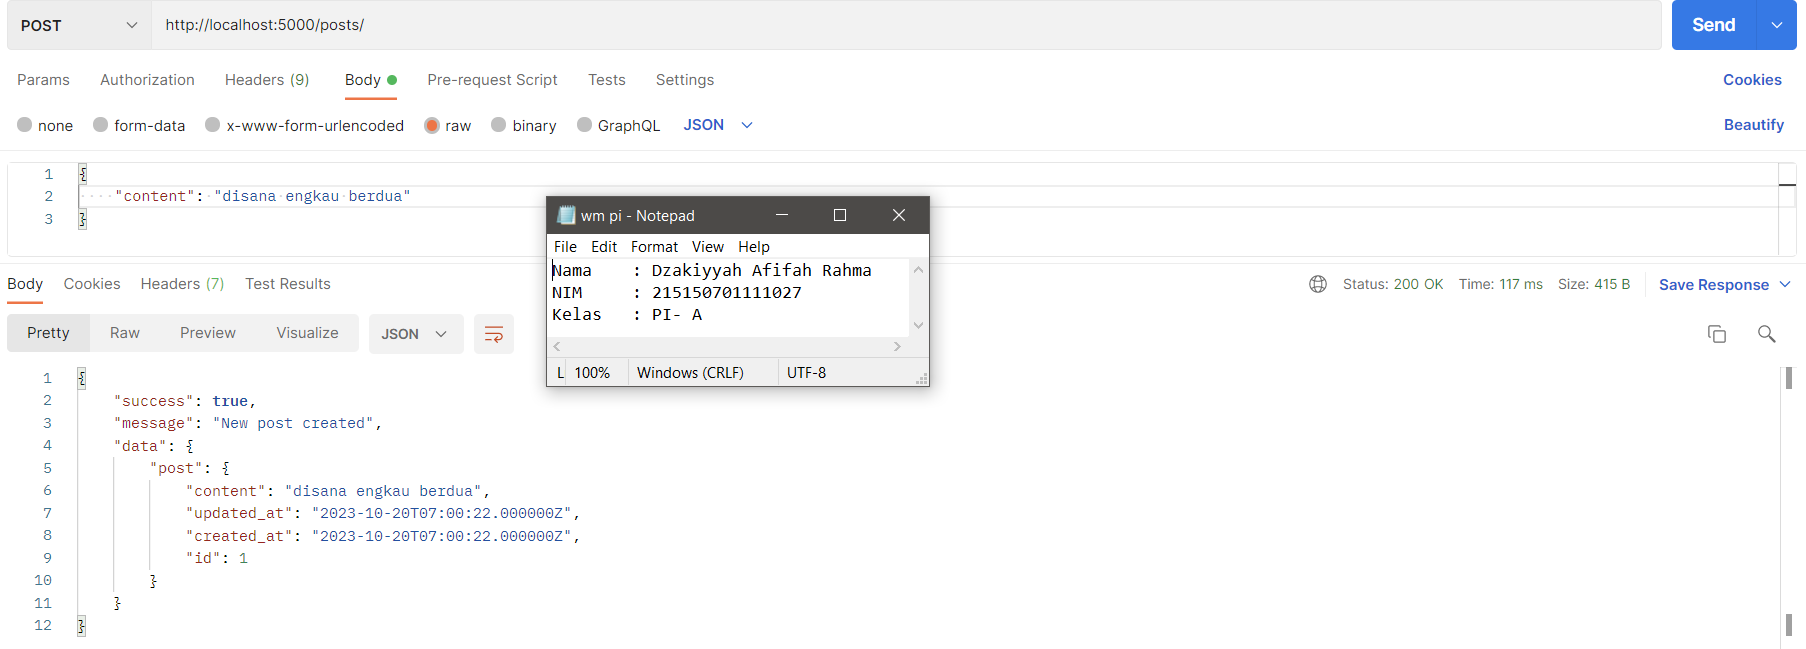 POST http://localhost:5000/posts/ Send
Params Authorization Headers (9) Body Pre-request Script Tests Settings Cookies
none form-data x-www-form-urlencoded raw binary GraphQL JSON Beautify
1 {
2 "content": "disana engkau berdua"
3 }
wm pi - Notepad
File Edit Format View Help
Nama : Dzakiyyah Afifah Rahma
NIM : 215150701111027
Kelas : PI- A
L 100% Windows (CRLF) UTF-8
Body Cookies Headers (7) Test Results Status: 200 OK Time: 117 ms Size: 415 B Save Response
Pretty Raw Preview Visualize JSON
1 {
2 "success": true,
3 "message": "New post created",
4 "data": {
5 "post": {
6 "content": "disana engkau berdua",
7 "updated_at": "2023-10-20T07:00:22.000000Z",
8 "created_at": "2023-10-20T07:00:22.000000Z",
9 "id": 1
10 }
11 }
12 }